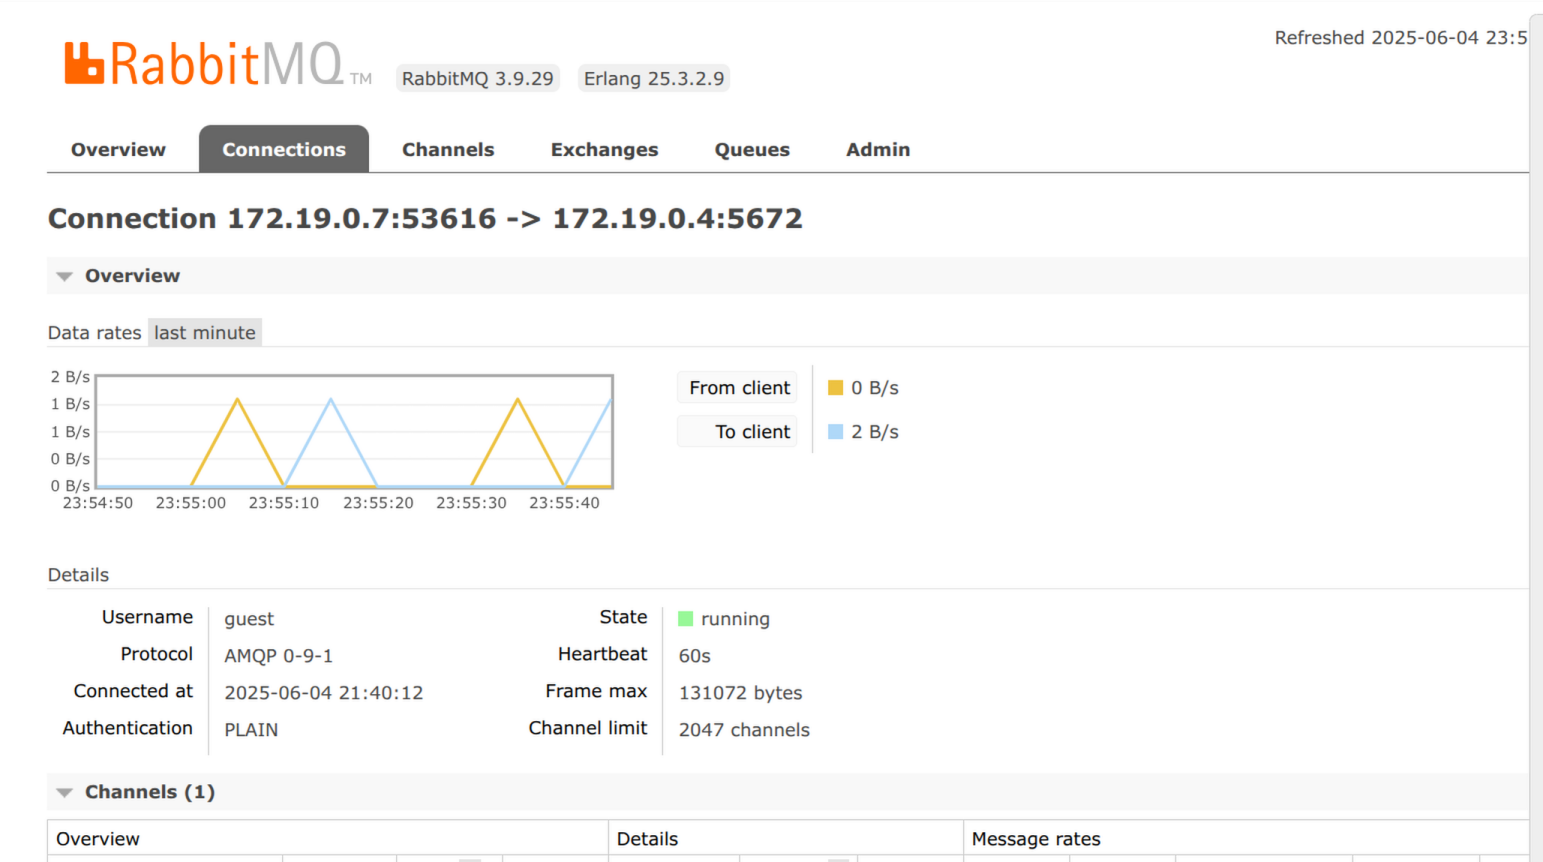 Refreshed 2025-06-04 23:5
RabbitMQ TM RabbitMQ 3.9.29 Erlang 25.3.2.9
Overview Connections Channels Exchanges Queues Admin
Connection 172.19.0.7:53616 -> 172.19.0.4:5672
Overview
Data rates last minute
2 B/s
1 B/s
1 B/s
0 B/s
0 B/s
23:54:50 23:55:00 23:55:10 23:55:20 23:55:30 23:55:40
From client 0 B/s
To client 2 B/s
Details
Username guest State running
Protocol AMQP 0-9-1 Heartbeat 60s
Connected at 2025-06-04 21:40:12 Frame max 131072 bytes
Authentication PLAIN Channel limit 2047 channels
Channels (1)
Overview Details Message rates